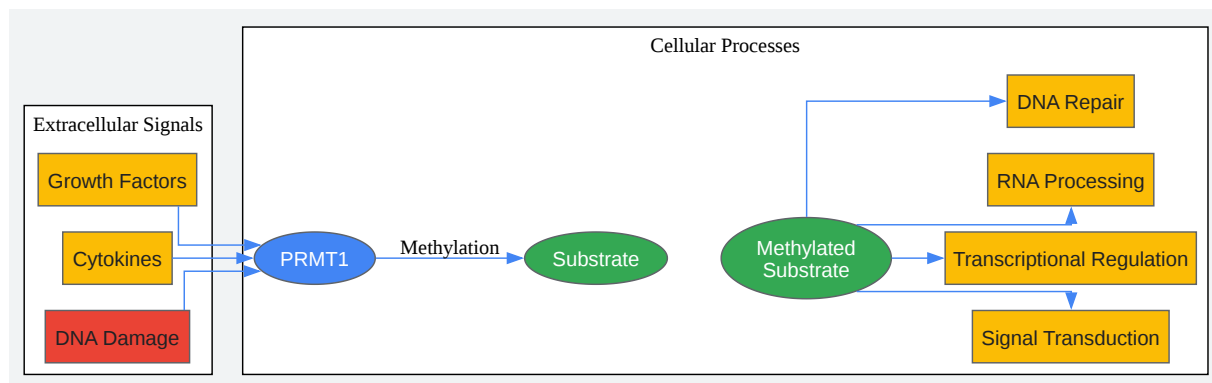 Cellular Processes
Extracellular Signals
Growth Factors
Cytokines
DNA Damage
PRMT1
Methylation
Substrate
Methylated
Substrate
DNA Repair
RNA Processing
Transcriptional Regulation
Signal Transduction